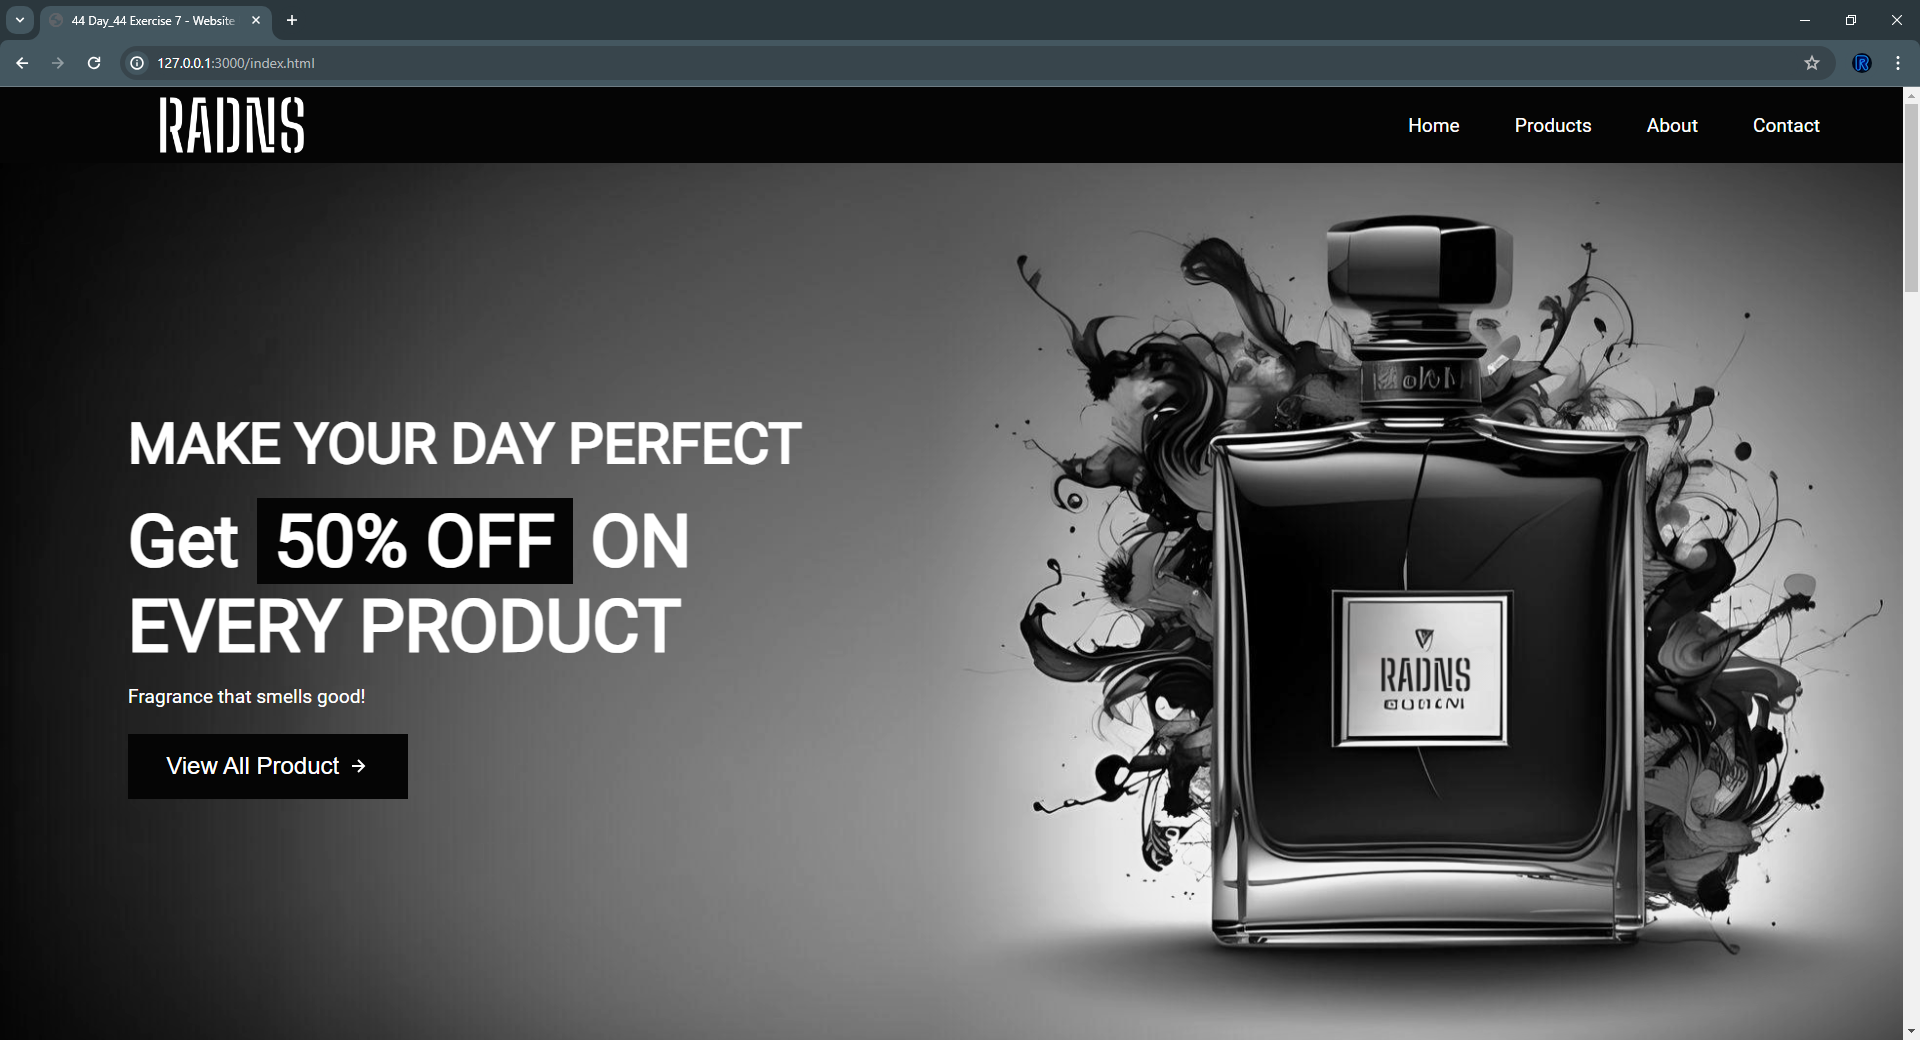 44 Day_44 Exercise 7 - Website
127.0.0.1:3000/index.html
RADNS
Home
Products
About
Contact
MAKE YOUR DAY PERFECT
Get 50% OFF ON
EVERY PRODUCT
Fragrance that smells good!
View All Product →
RADNS